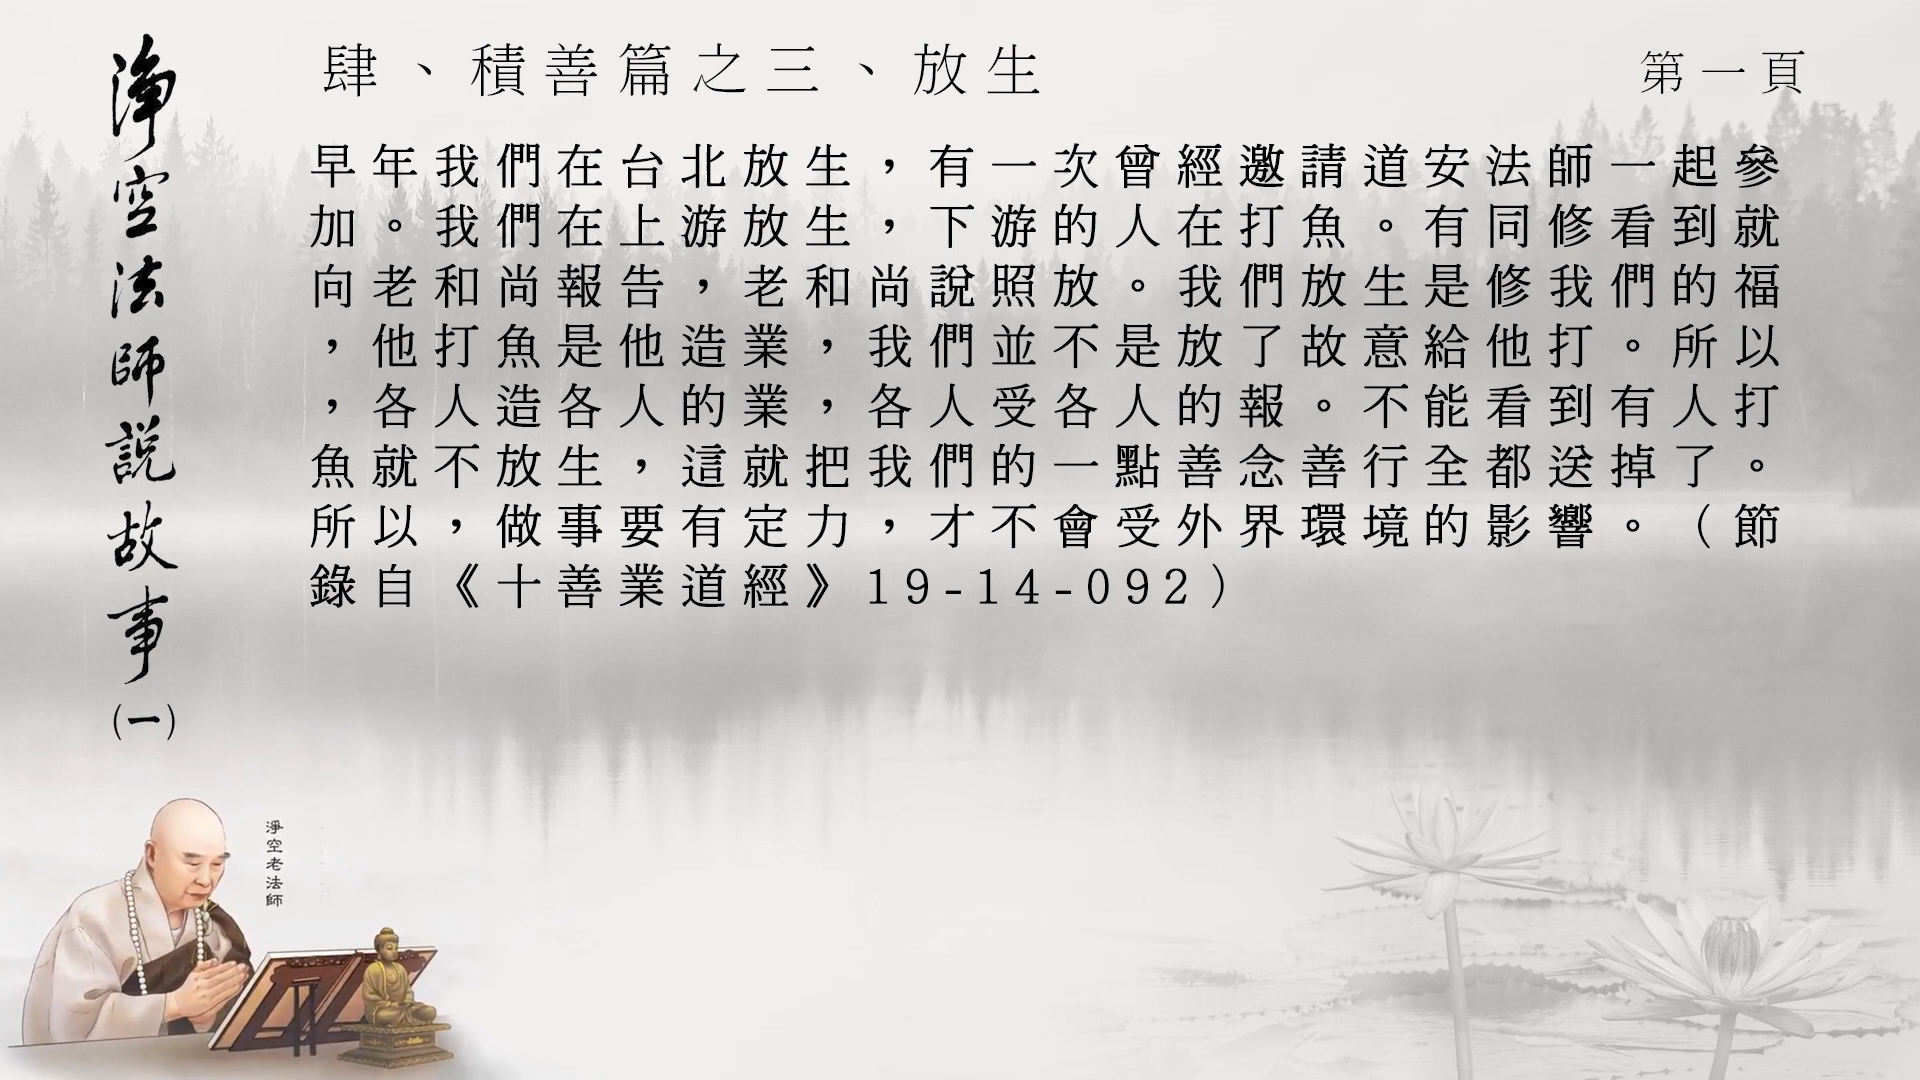 淨空法師說故事(一)
肆、積善篇之三、放生
第一頁
早年我們在台北放生，有一次曾經邀請道安法師一起參
加。我們在上游放生，下游的人在打魚。有同修看到就
向老和尚報告，老和尚說照放。我們放生是修我們的福
，他打魚是他造業，我們並不是放了故意給他打。所以
，各人造各人的業，各人受各人的報。不能看到有人打
魚就不放生，這就把我們的一點善念善行全都送掉了。
所以，做事要有定力，才不會受外界環境的影響。（節
錄自《十善業道經》19-14-092）
淨空老法師